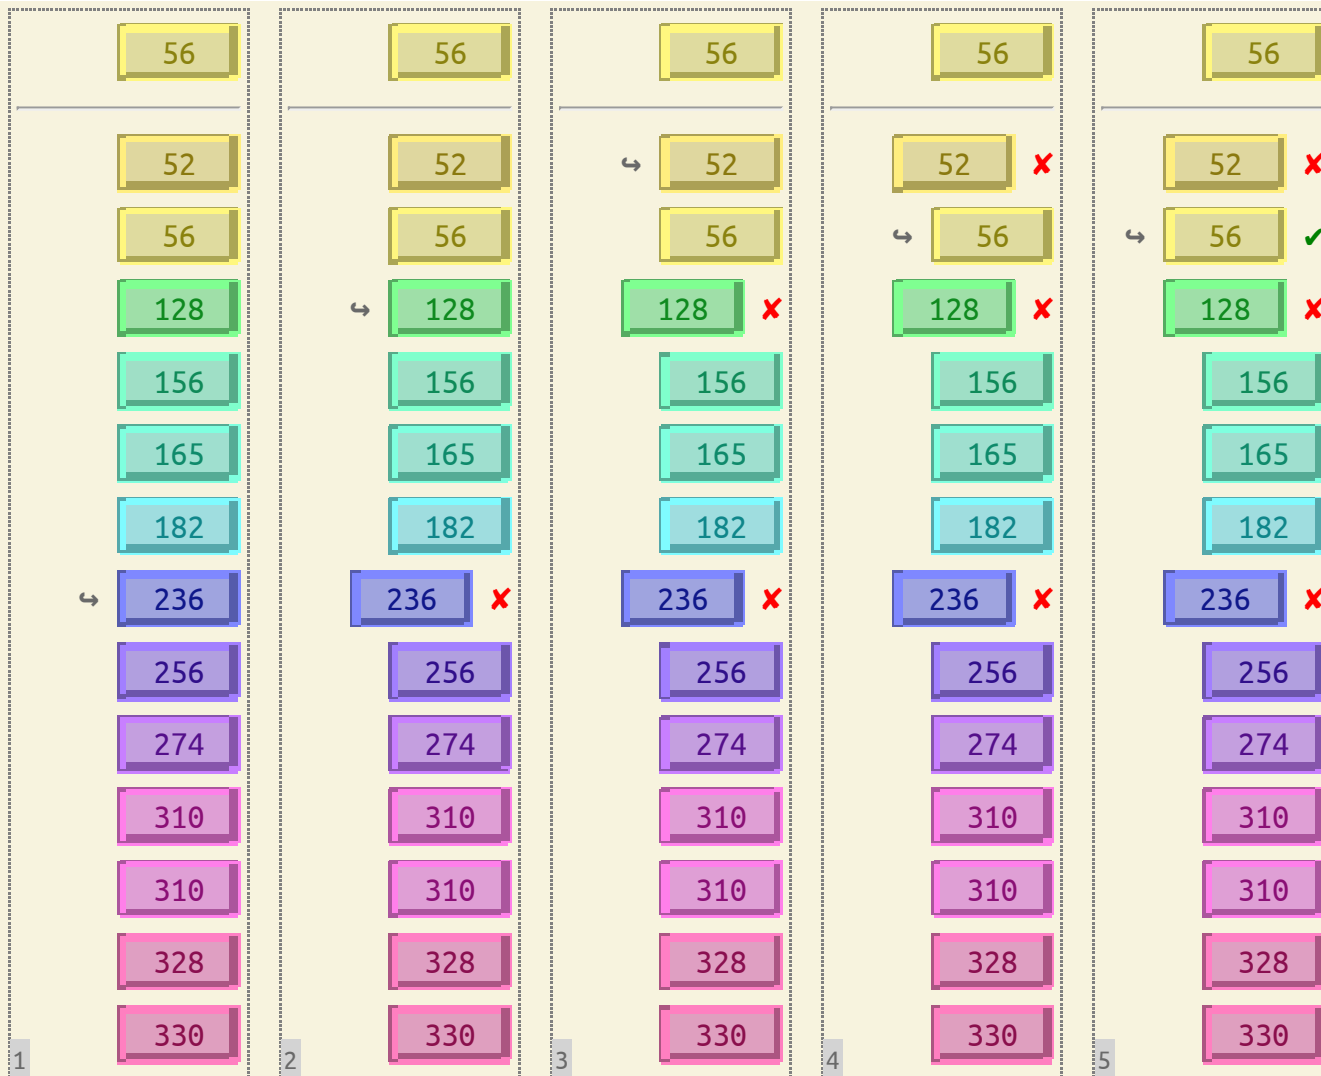 56 56 56 56 56
52 52 ↪ 52 52 ✘ 52 ✘
56 56 56 ↪ 56 ↪ 56 ✔
128 ↪ 128 128 ✘ 128 ✘ 128 ✘
156 156 156 156 156
165 165 165 165 165
182 182 182 182 182
↪ 236 236 ✘ 236 ✘ 236 ✘ 236 ✘
256 256 256 256 256
274 274 274 274 274
310 310 310 310 310
310 310 310 310 310
328 328 328 328 328
330 330 330 330 330
1 2 3 4 5